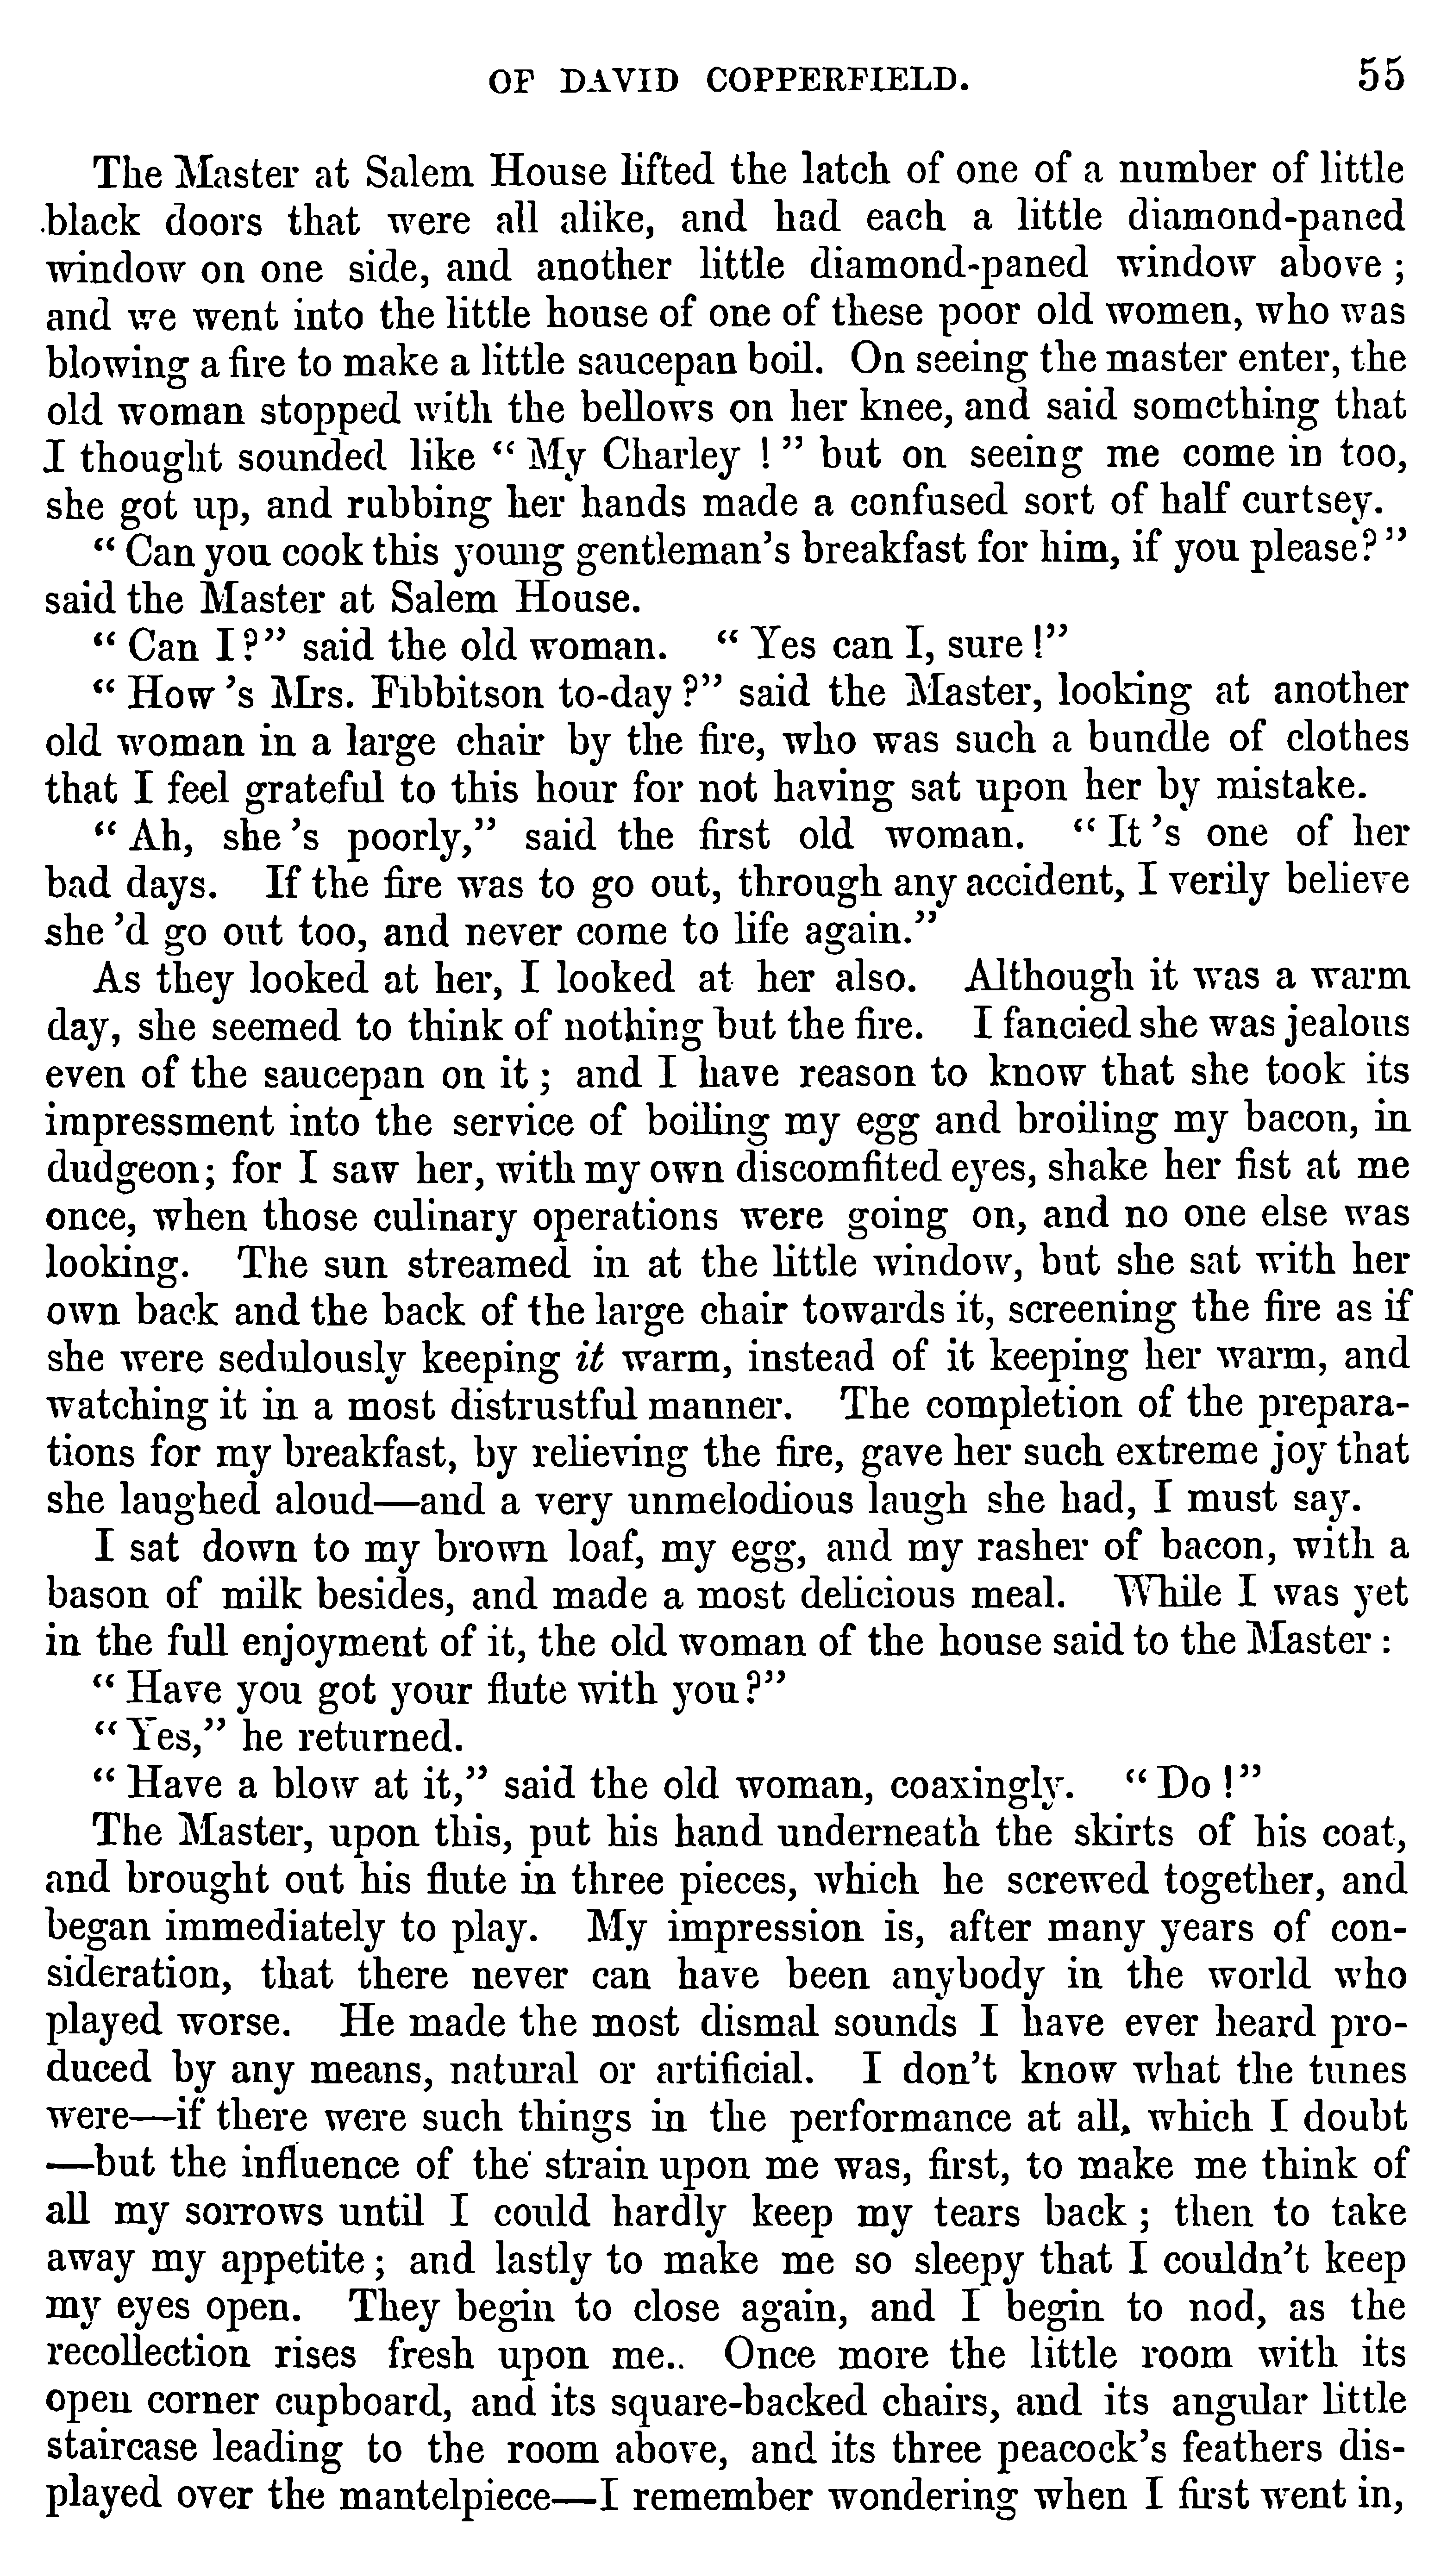 OF DAVID COPPERFIELD. 55
The Master at Salem House lifted the latch of one of a number of little
black doors that were all alike, and had each a little diamond-paned
window on one side, and another little diamond-paned window above ;
and we went into the little house of one of these poor old women, who was
blowing a fire to make a little saucepan boil. On seeing the master enter, the
old woman stopped with the bellows on her knee, and said something that
I thought sounded like “ My Charley ! ” but on seeing me come in too,
she got up, and rubbing her hands made a confused sort of half curtsey.
“ Can you cook this young gentleman’s breakfast for him, if you please? ”
said the Master at Salem House.
“ Can I ?” said the old woman. “ Yes can I, sure !”
“ How ’s Mrs. Fibbitson to-day ?” said the Master, looking at another
old woman in a large chair by the fire, who was such a bundle of clothes
that I feel grateful to this hour for not having sat upon her by mistake.
“ Ah, she ’s poorly,” said the first old woman. “ It ’s one of her
bad days. If the fire was to go out, through any accident, I verily believe
she ’d go out too, and never come to life again.”
As they looked at her, I looked at her also. Although it was a warm
day, she seemed to think of nothing but the fire. I fancied she was jealous
even of the saucepan on it ; and I have reason to know that she took its
impressment into the service of boiling my egg and broiling my bacon, in
dudgeon; for I saw her, with my own discomfited eyes, shake her fist at me
once, when those culinary operations were going on, and no one else was
looking. The sun streamed in at the little window, but she sat with her
own back and the back of the large chair towards it, screening the fire as if
she were sedulously keeping it warm, instead of it keeping her warm, and
watching it in a most distrustful manner. The completion of the prepara-
tions for my breakfast, by relieving the fire, gave her such extreme joy that
she laughed aloud—and a very unmelodious laugh she had, I must say.
I sat down to my brown loaf, my egg, and my rasher of bacon, with a
bason of milk besides, and made a most delicious meal. While I was yet
in the full enjoyment of it, the old woman of the house said to the Master :
“ Have you got your flute with you ?”
“ Yes,” he returned.
“ Have a blow at it,” said the old woman, coaxingly. “ Do !”
The Master, upon this, put his hand underneath the skirts of his coat,
and brought out his flute in three pieces, which he screwed together, and
began immediately to play. My impression is, after many years of con-
sideration, that there never can have been anybody in the world who
played worse. He made the most dismal sounds I have ever heard pro-
duced by any means, natural or artificial. I don’t know what the tunes
were—if there were such things in the performance at all, which I doubt
—but the influence of the strain upon me was, first, to make me think of
all my sorrows until I could hardly keep my tears back ; then to take
away my appetite ; and lastly to make me so sleepy that I couldn’t keep
my eyes open. They begin to close again, and I begin to nod, as the
recollection rises fresh upon me.. Once more the little room with its
open corner cupboard, and its square-backed chairs, and its angular little
staircase leading to the room above, and its three peacock’s feathers dis-
played over the mantelpiece—I remember wondering when I first went in,